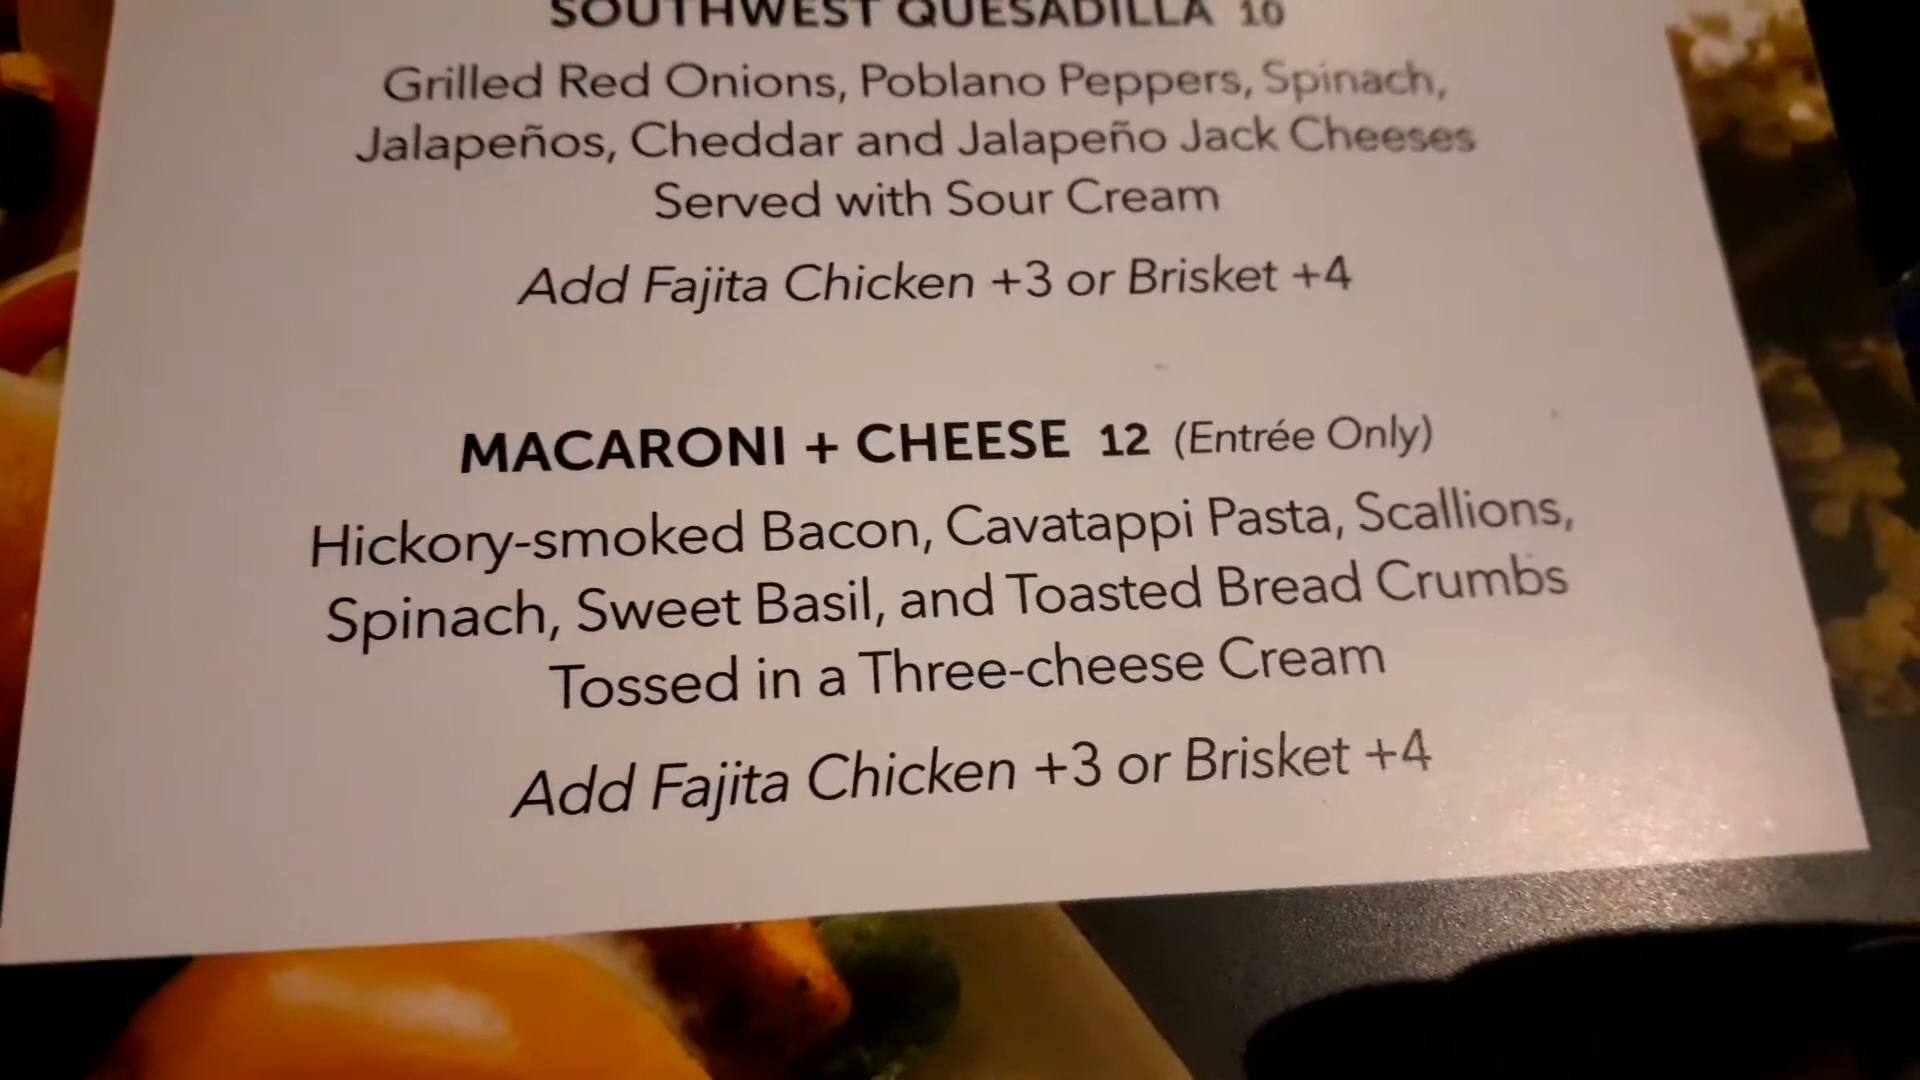 SOUTHWEST QUESADILLA 10
Grilled Red Onions, Poblano Peppers, Spinach,
Jalapeños, Cheddar and Jalapeño Jack Cheeses
Served with Sour Cream
Add Fajita Chicken +3 or Brisket +4
MACARONI + CHEESE 12 (Entrée Only)
Hickory-smoked Bacon, Cavatappi Pasta, Scallions,
Spinach, Sweet Basil, and Toasted Bread Crumbs
Tossed in a Three-cheese Cream
Add Fajita Chicken +3 or Brisket +4